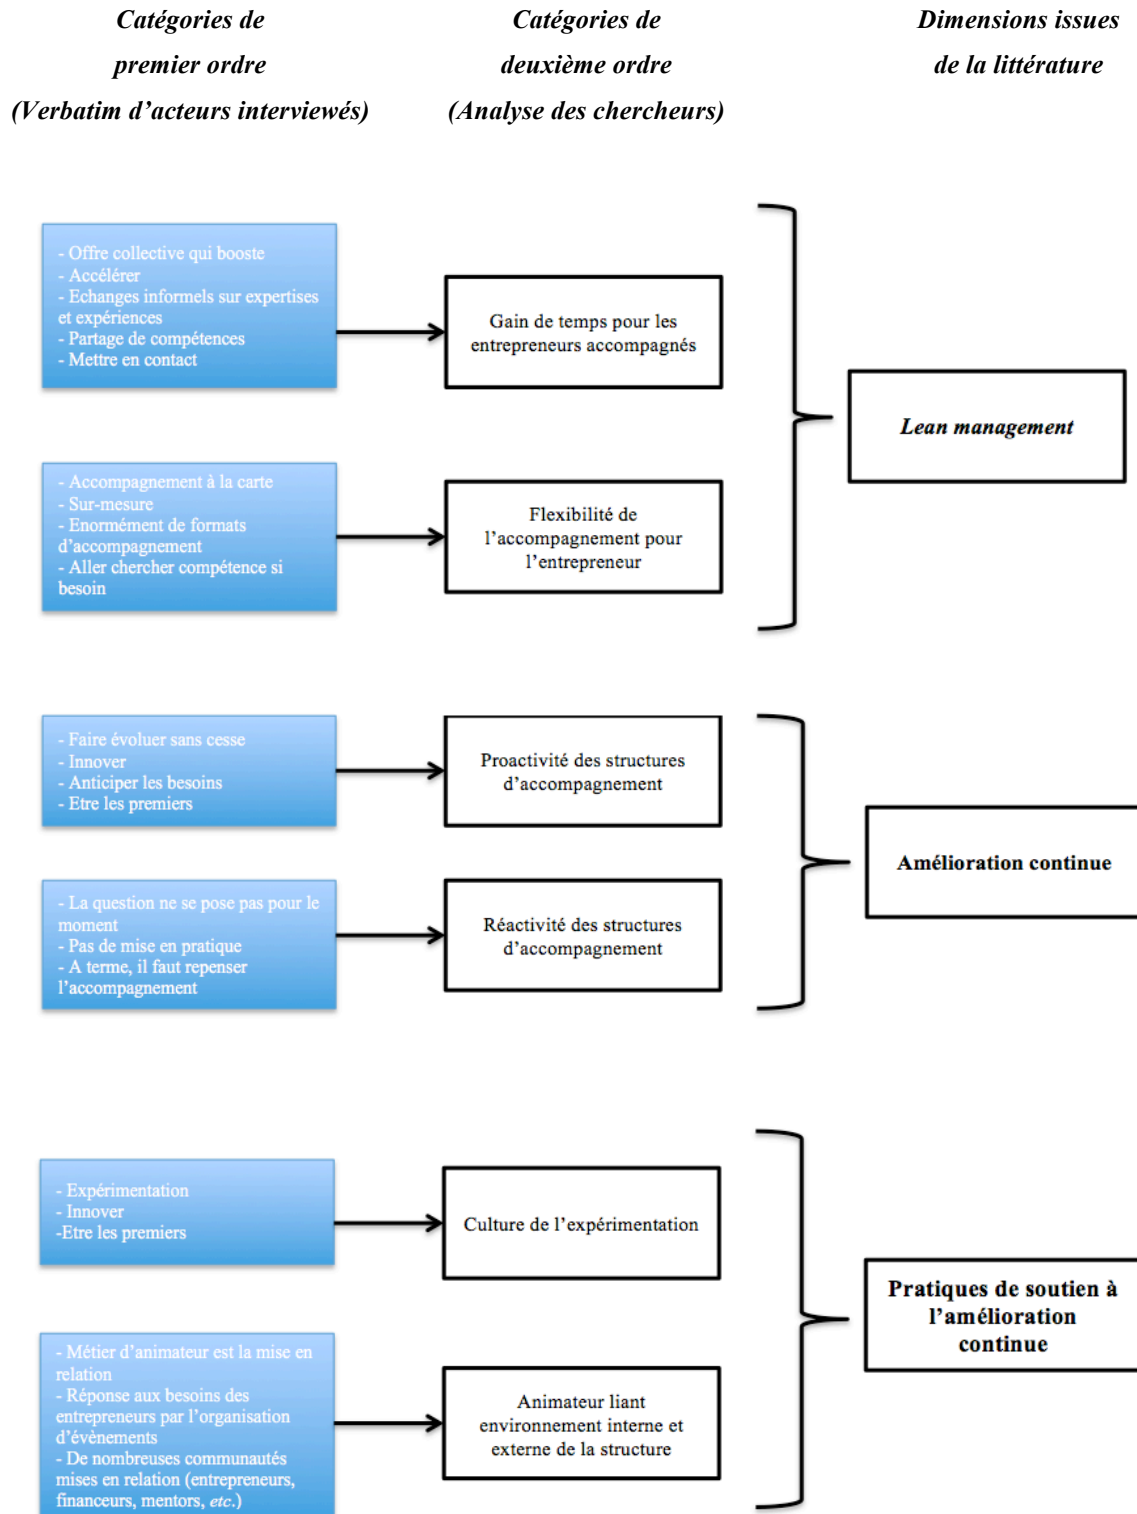 Catégories de
premier ordre
(Verbatim d’acteurs interviewés)
Catégories de
deuxième ordre
(Analyse des chercheurs)
Dimensions issues
de la littérature
- Offre collective qui booste
- Accélérer
- Echanges informels sur expertises
et expériences
- Partage de compétences
- Mettre en contact
Gain de temps pour les
entrepreneurs accompagnés
Lean management
- Accompagnement à la carte
- Sur-mesure
- Enormément de formats
d’accompagnement
- Aller chercher compétence si
besoin
Flexibilité de
l’accompagnement pour
l’entrepreneur
- Faire évoluer sans cesse
- Innover
- Anticiper les besoins
- Etre les premiers
Proactivité des structures
d’accompagnement
Amélioration continue
- La question ne se pose pas pour le
moment
- Pas de mise en pratique
- A terme, il faut repenser
l’accompagnement
Réactivité des structures
d’accompagnement
- Expérimentation
- Innover
-Etre les premiers
Culture de l’expérimentation
Pratiques de soutien à
l’amélioration
continue
- Métier d’animateur est la mise en
relation
- Réponse aux besoins des
entrepreneurs par l’organisation
d’évènements
- De nombreuses communautés
mises en relation (entrepreneurs,
financeurs, mentors, etc.)
Animateur liant
environnement interne et
externe de la structure